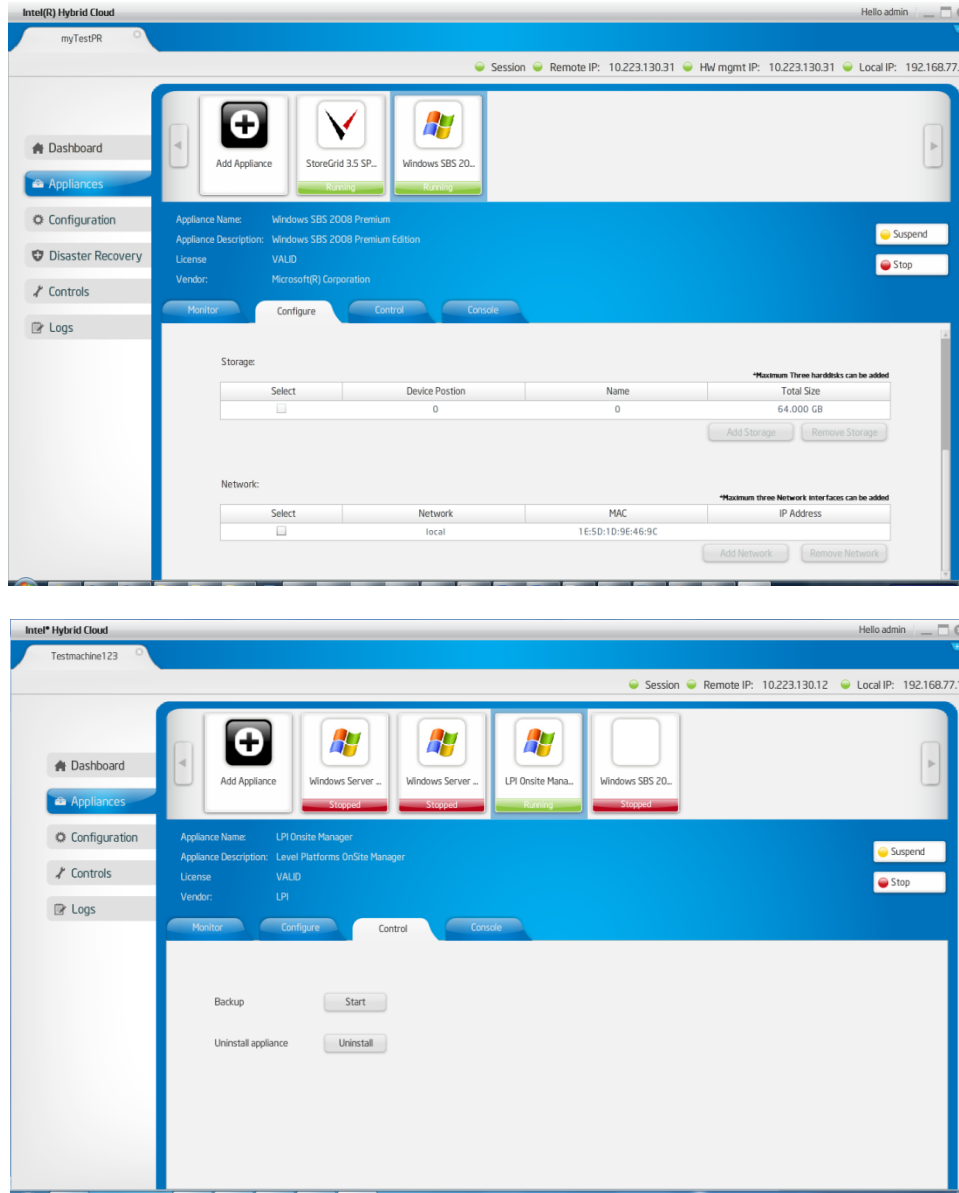 Intel(R) Hybrid Cloud Hello admin
myTestPR
Session Remote IP: 10.223.130.31 HW mgmt IP: 10.223.130.31 Local IP: 192.168.77.
Dashboard
Appliances
Configuration
Disaster Recovery
Controls
Logs
Add Appliance StoreGrid 3.5 SP... Windows SBS 20...
Running Running
Appliance Name: Windows SBS 2008 Premium
Appliance Description: Windows SBS 2008 Premium Edition
License VALID
Vendor: Microsoft(R) Corporation
Suspend
Stop
Monitor Configure Control Console
Storage:
*Maximum Three harddisks can be added
Select Device Postion Name Total Size
0 0 64.000 GB
Add Storage Remove Storage
Network:
*Maximum three Network interfaces can be added
Select Network MAC IP Address
local 1E:5D:1D:9E:46:9C
Add Network Remove Network
Intel® Hybrid Cloud Hello admin
Testmachine123
Session Remote IP: 10.223.130.12 Local IP: 192.168.77.
Dashboard
Appliances
Configuration
Controls
Logs
Add Appliance Windows Server ... Windows Server ... LPI Onsite Mana... Windows SBS 20...
Stopped Stopped Running Stopped
Appliance Name: LPI Onsite Manager
Appliance Description: Level Platforms OnSite Manager
License VALID
Vendor: LPI
Suspend
Stop
Monitor Configure Control Console
Backup Start
Uninstall appliance Uninstall